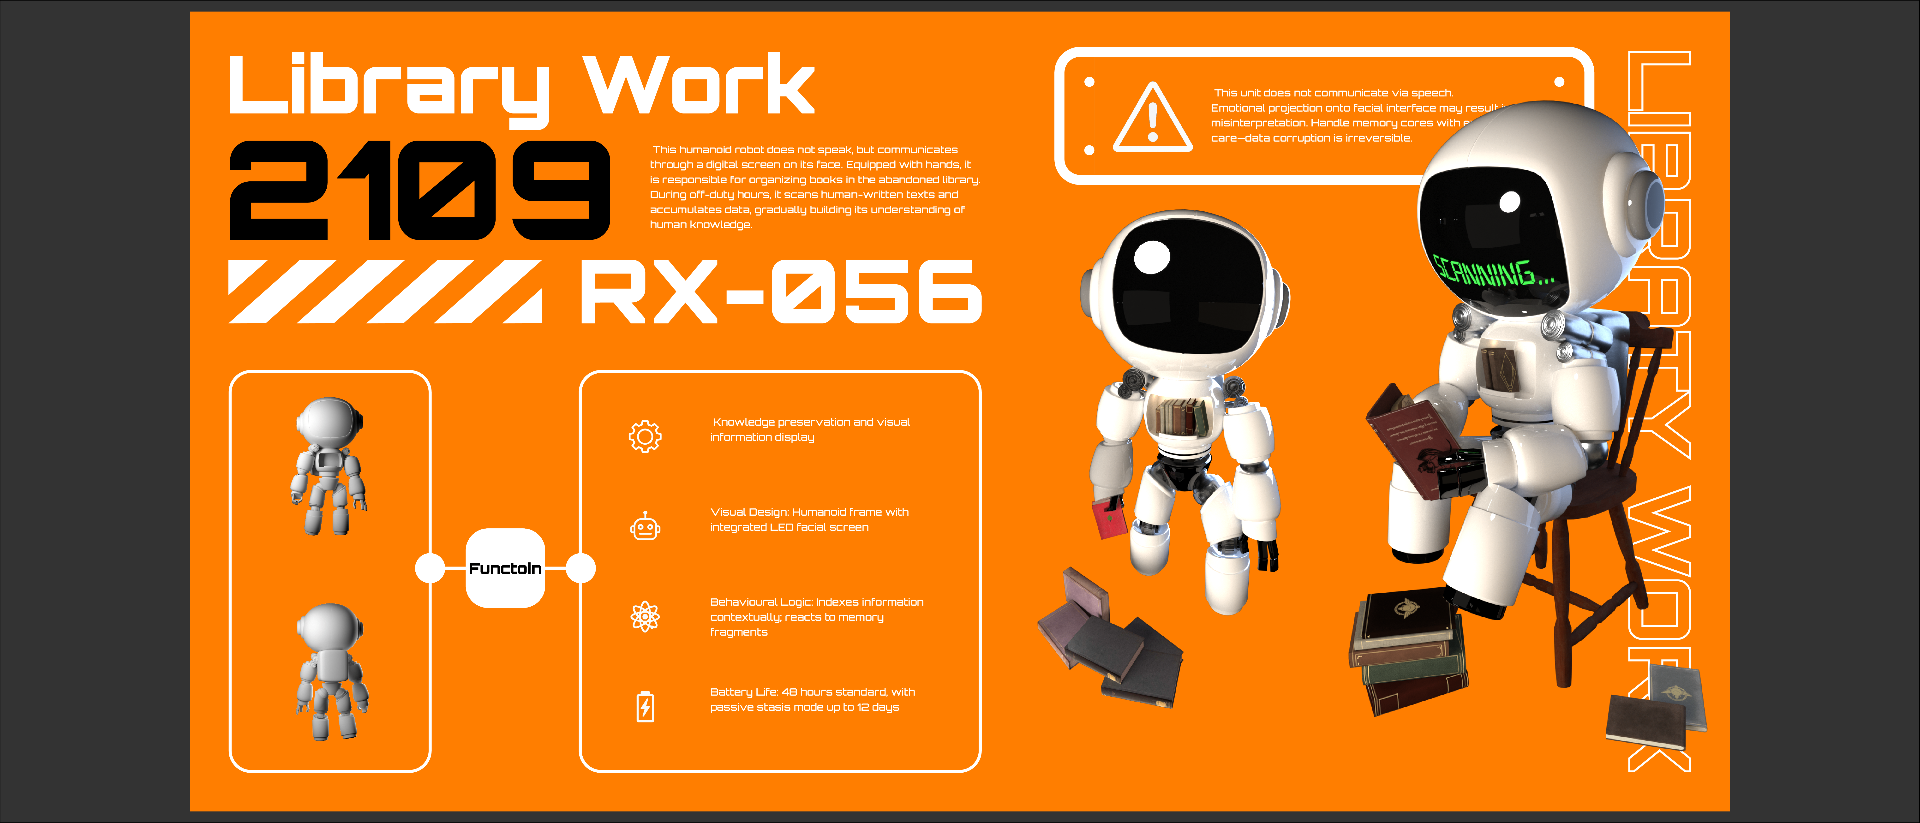 Library Work
2109
This humanoid robot does not speak, but communicates
through a digital screen on its face. Equipped with hands, it
is responsible for organizing books in the abandoned library.
During off-duty hours, it scans human-written texts and
accumulates data, gradually building its understanding of
human knowledge.
RX-056
Functoin
Knowledge preservation and visual
information display
Visual Design: Humanoid frame with
integrated LED facial screen
Behavioural Logic: Indexes information
contextually; reacts to memory
fragments
Battery Life: 48 hours standard, with
passive stasis mode up to 12 days
This unit does not communicate via speech.
Emotional projection onto facial interface may result
misinterpretation. Handle memory cores with
care—data corruption is irreversible.
SCANNING...
LIBRARY WORK